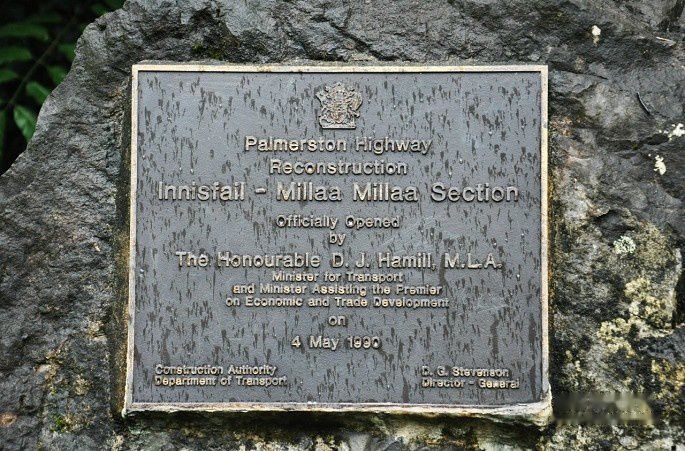 Palmerston Highway
Reconstruction
Innisfail - Millaa Millaa Section
Officially Opened
by
The Honourable D. J. Hamill, M.L.A.
Minister for Transport
and Minister Assisting the Premier
on Economic and Trade Development
on
4 May 1990
Construction Authority
Department of Transport
D. G. Stevenson
Director - General